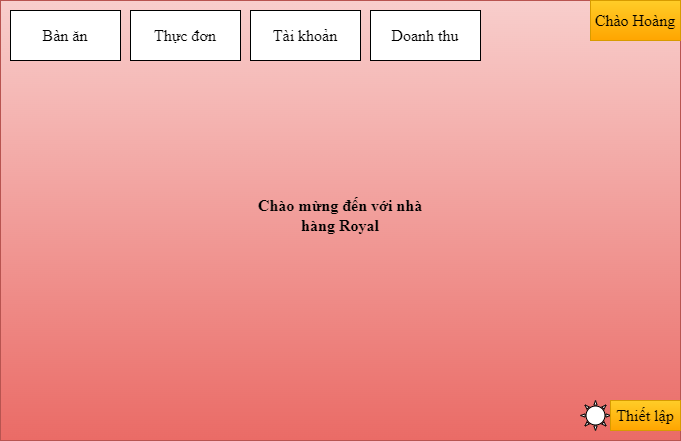 Bàn ăn
Thực đơn
Tài khoản
Doanh thu
Chào Hoàng
Chào mừng đến với nhà
hàng Royal
Thiết lập